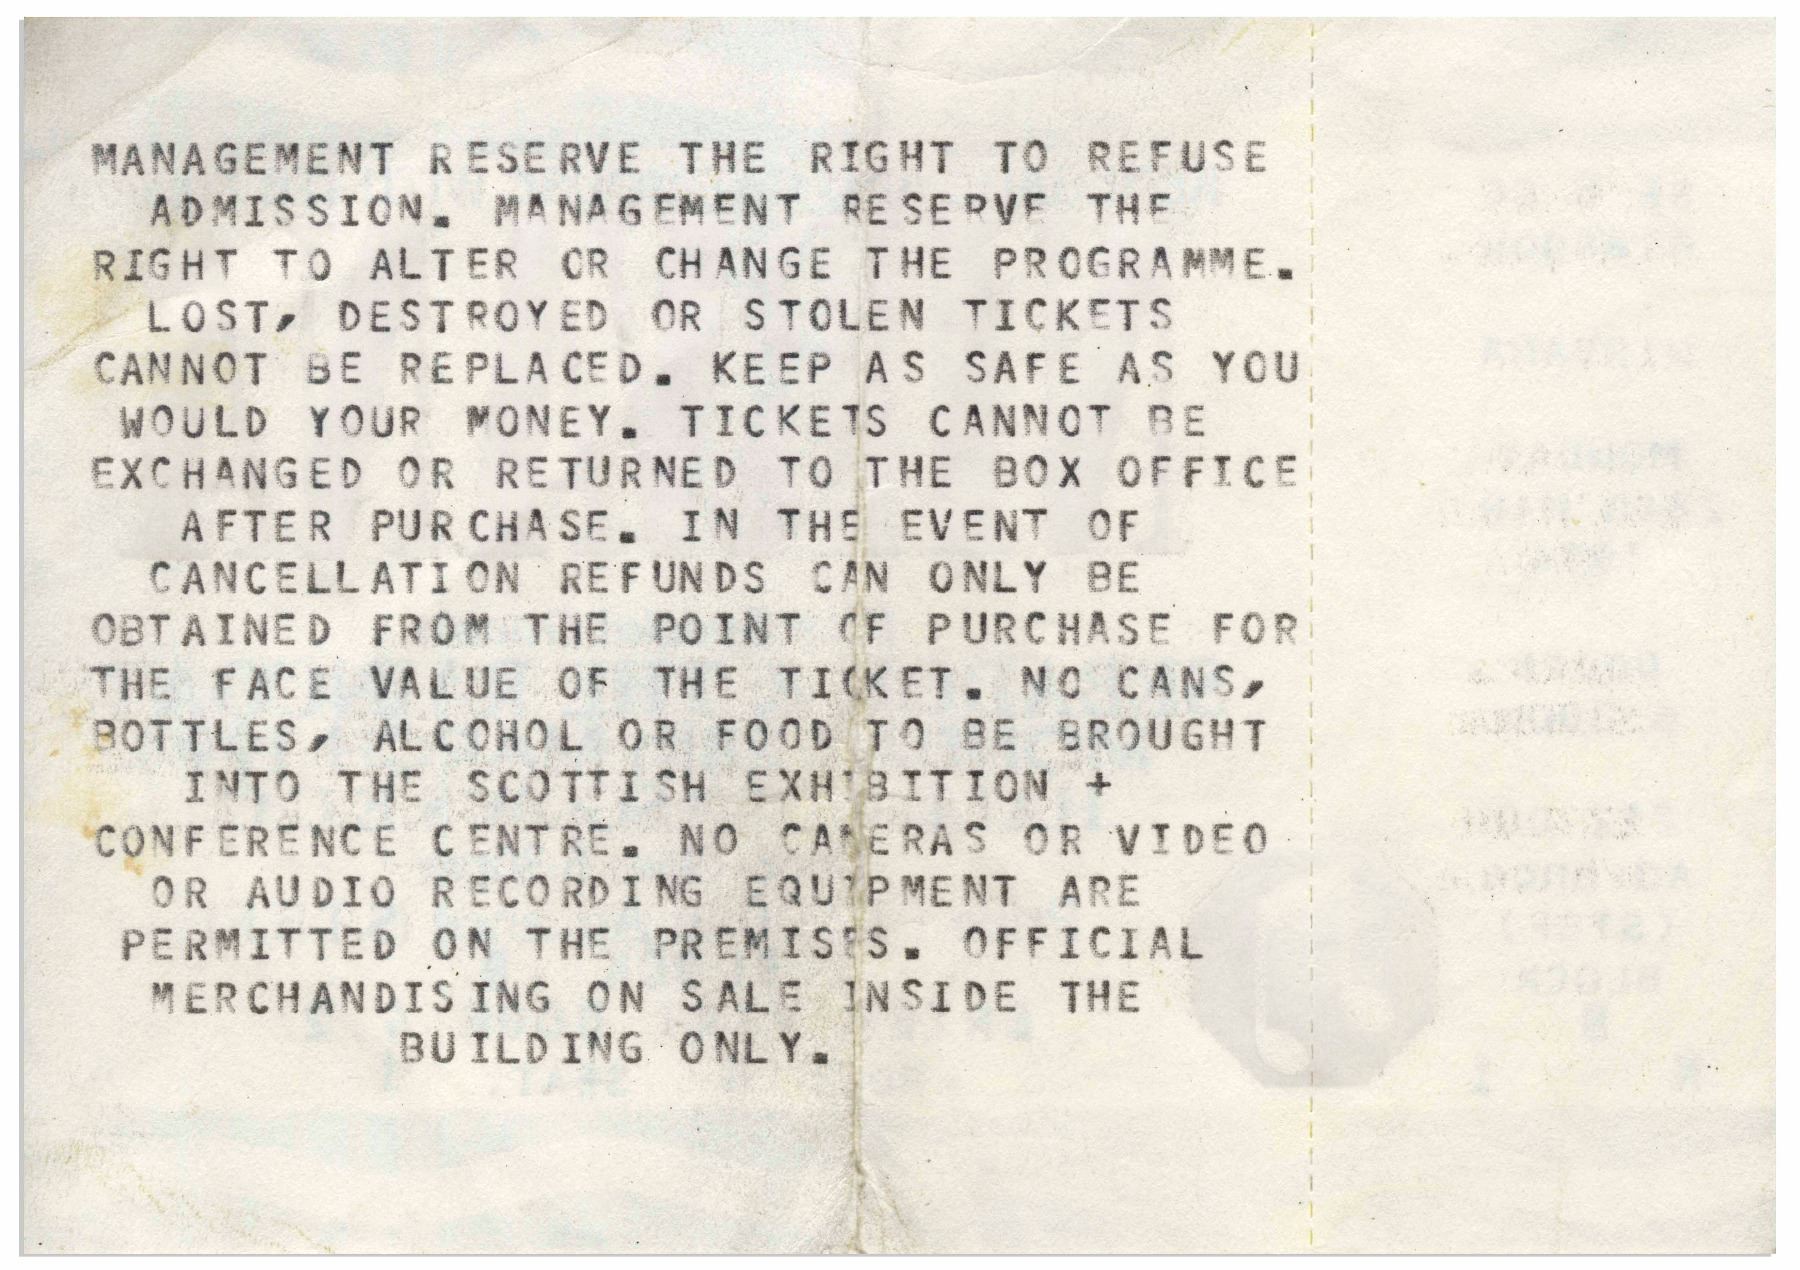 MANAGEMENT RESERVE THE RIGHT TO REFUSE
ADMISSION. MANAGEMENT RESERVE THE
RIGHT TO ALTER OR CHANGE THE PROGRAMME.
LOST, DESTROYED OR STOLEN TICKETS
CANNOT BE REPLACED. KEEP AS SAFE AS YOU
WOULD YOUR MONEY. TICKETS CANNOT BE
EXCHANGED OR RETURNED TO THE BOX OFFICE
AFTER PURCHASE. IN THE EVENT OF
CANCELLATION REFUNDS CAN ONLY BE
OBTAINED FROM THE POINT OF PURCHASE FOR
THE FACE VALUE OF THE TICKET. NO CANS,
BOTTLES, ALCOHOL OR FOOD TO BE BROUGHT
INTO THE SCOTTISH EXHIBITION +
CONFERENCE CENTRE. NO CAMERAS OR VIDEO
OR AUDIO RECORDING EQUIPMENT ARE
PERMITTED ON THE PREMISES. OFFICIAL
MERCHANDISING ON SALE INSIDE THE
BUILDING ONLY.